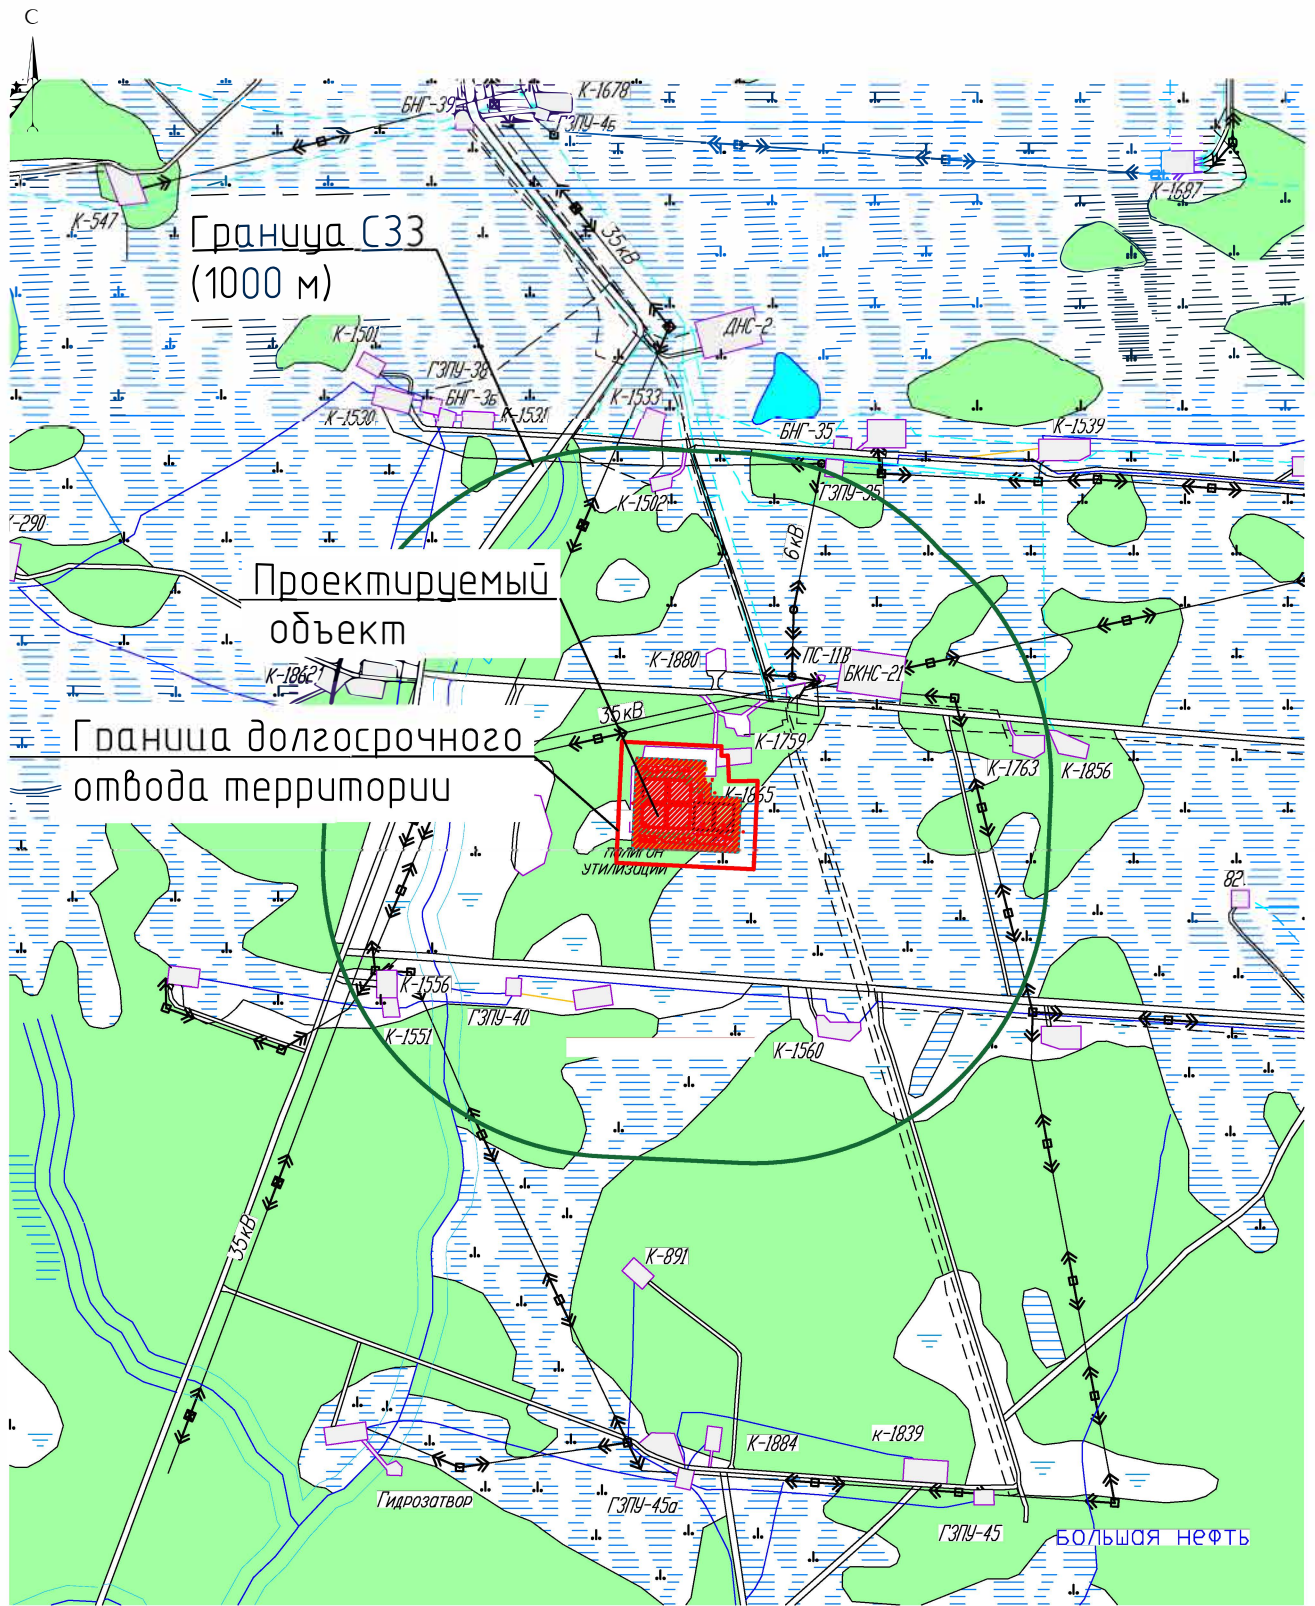 С
К-1678
БНГ-39
ГЗПУ-4Б
К-1687
К-547
Граница СЗЗ
(1000 м)
35кВ
ДНС-2
К-1501
ГЗПУ-38
БНГ-3Б
К-1530
К-1531
К-1533
БНГ-35
К-1539
ГЗПУ-35
К-1502
К-290
6кВ
Проектируемый
объект
К-1880
ПС-11В
БКНС-21
К-1862
35кВ
Граница долгосрочного
отвода территории
К-1759
К-1763
К-1856
К-1865
полигон
утилизации
82
К-1556
К-1551
ГЗПУ-40
К-1560
35кВ
К-891
К-1884
к-1839
Гидрозатвор
ГЗПУ-45а
ГЗПУ-45
БОЛЬШАЯ НЕФТЬ